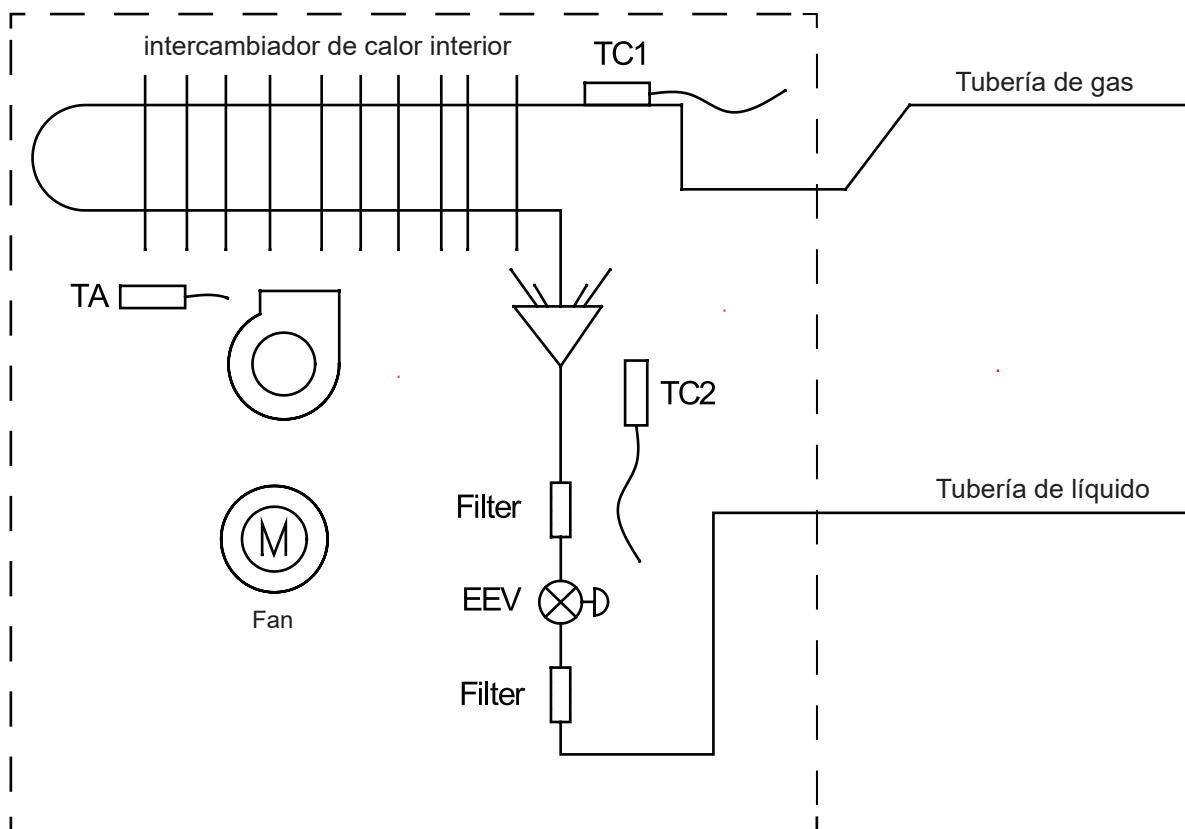 intercambiador de calor interior
TC1
Tubería de gas
TA
TC2
Filter
Tubería de líquido
M
EEV
Fan
Filter